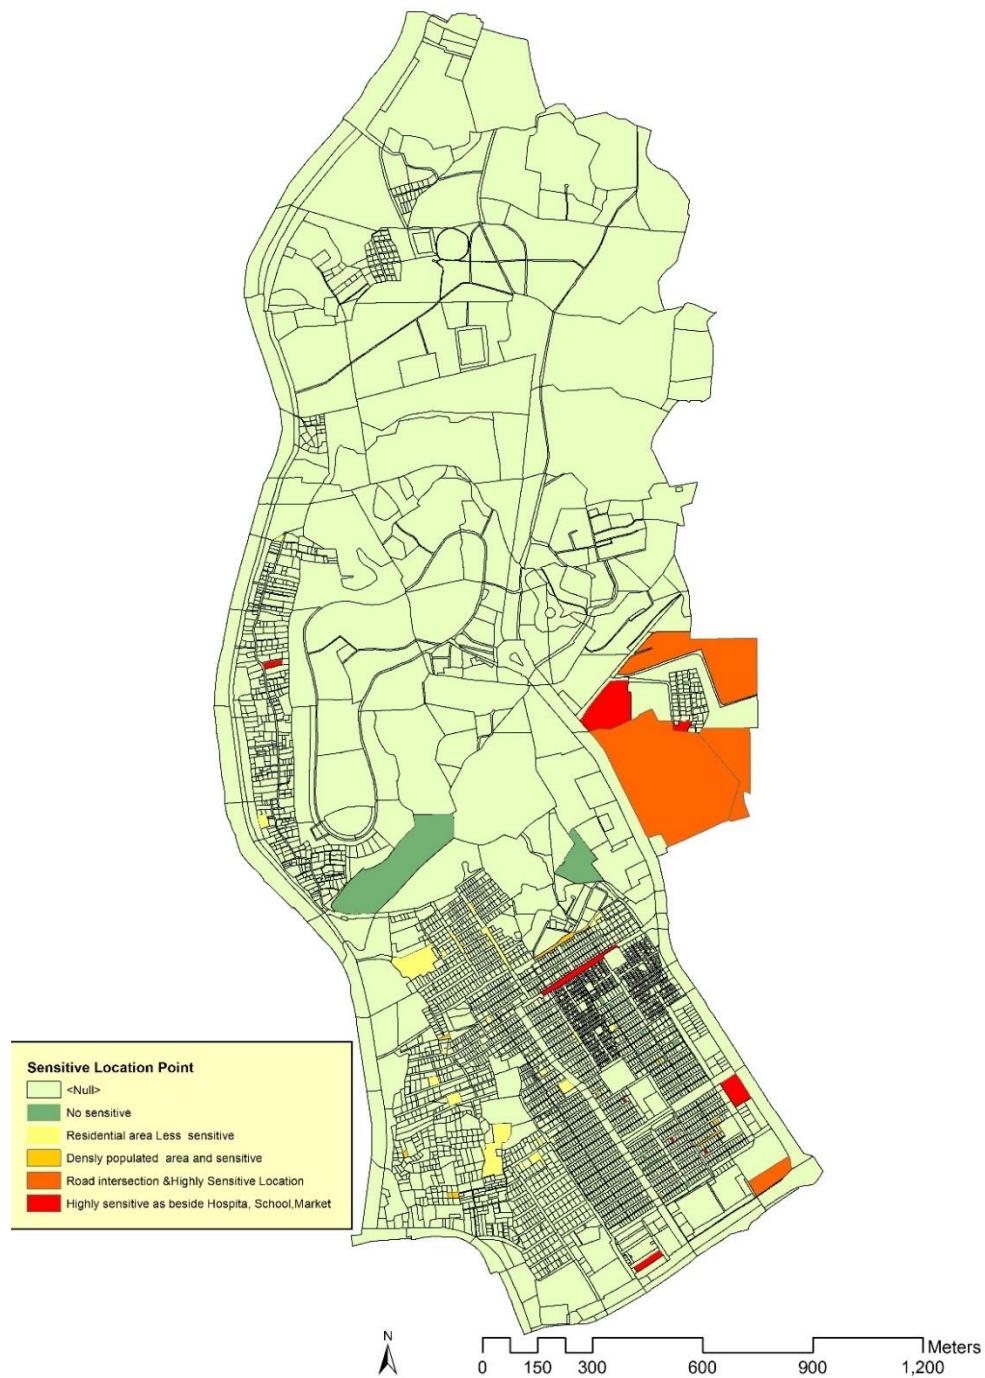 Sensitive Location Point
<Null>
No sensitive
Residential area Less sensitive
Densly populated area and sensitive
Road intersection &Highly Sensitive Location
Highly sensitive as beside Hospita, School,Market
N
Meters
0 150 300 600 900 1,200